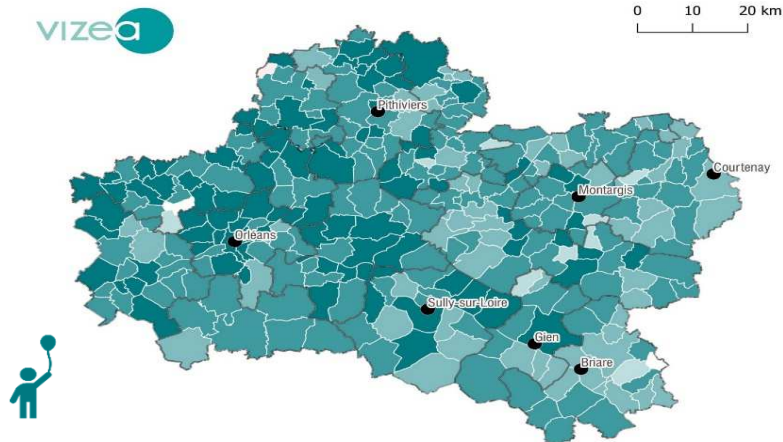 vizea
0 10 20 km
Pithiviers
Courtenay
Montargis
Orléans
Sully-sur-Loire
Gien
Briare